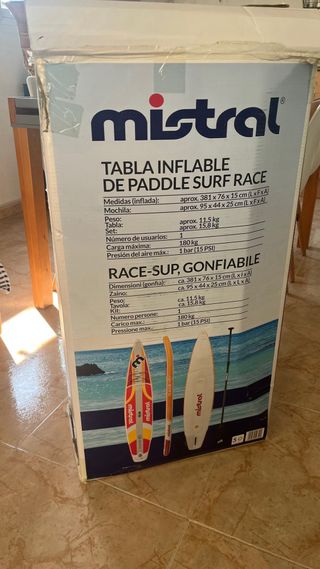 mistral®
TABLA INFLABLE
DE PADDLE SURF RACE
Medidas (inflada): aprox. 381 x 76 x 15 cm (L x F x A)
Mochila: aprox. 95 x 44 x 25 cm (L x F x A)
Peso:
Tabla: aprox. 11,5 kg
Set: aprox. 15,8 kg
Número de usuarios: 1
Carga máxima: 180 kg
Presión del aire máx.: 1 bar (15 PSI)
RACE-SUP, GONFIABILE
Dimensioni (gonfia): ca. 381 x 76 x 15 cm
Zaino: ca. 95 x 44 x 25 cm
Peso:
Tavola: ca. 11,5 kg
Kit: ca. 15,8 kg
Numero persone: 1
Carico max.: 180 kg
Pressione max.: 1 bar (15 PSI)
mistral
mistral